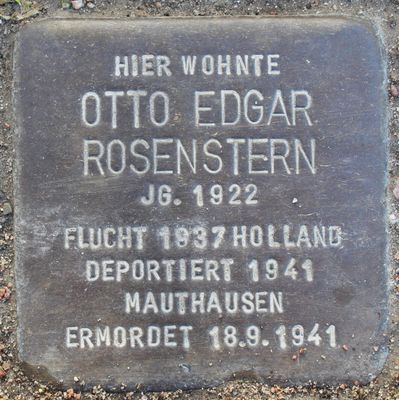 HIER WOHNTE
OTTO EDGAR
ROSENSTERN
JG. 1922
FLUCHT 1937 HOLLAND
DEPORTIERT 1941
MAUTHAUSEN
ERMORDET 18.9.1941